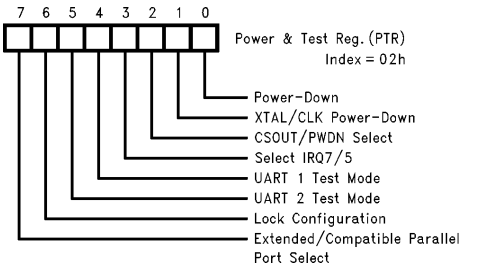 7 6 5 4 3 2 1 0
Power & Test Reg. (PTR)
Index = 02h
Power-Down
XTAL/CLK Power-Down
CSOUT/PWDN Select
Select IRQ7/5
UART 1 Test Mode
UART 2 Test Mode
Lock Configuration
Extended/Compatible Parallel
Port Select